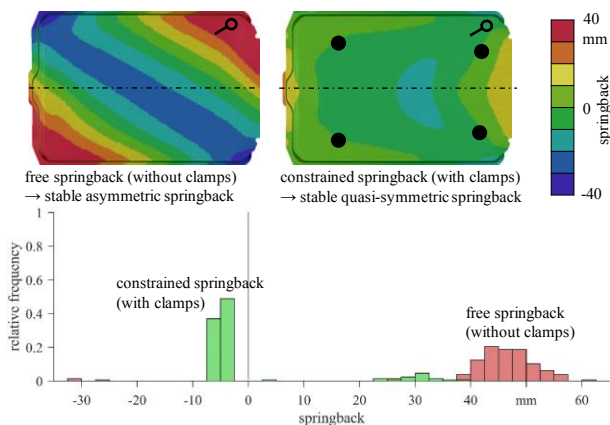 40
mm
0
-40
springback
free springback (without clamps)
→ stable asymmetric springback
constrained springback (with clamps)
→ stable quasi-symmetric springback
1
0.8
0.6
0.4
0.2
0
relative frequency
constrained springback
(with clamps)
free springback
(without clamps)
-30 -20 -10 0 10 20 30 40 mm 60
springback